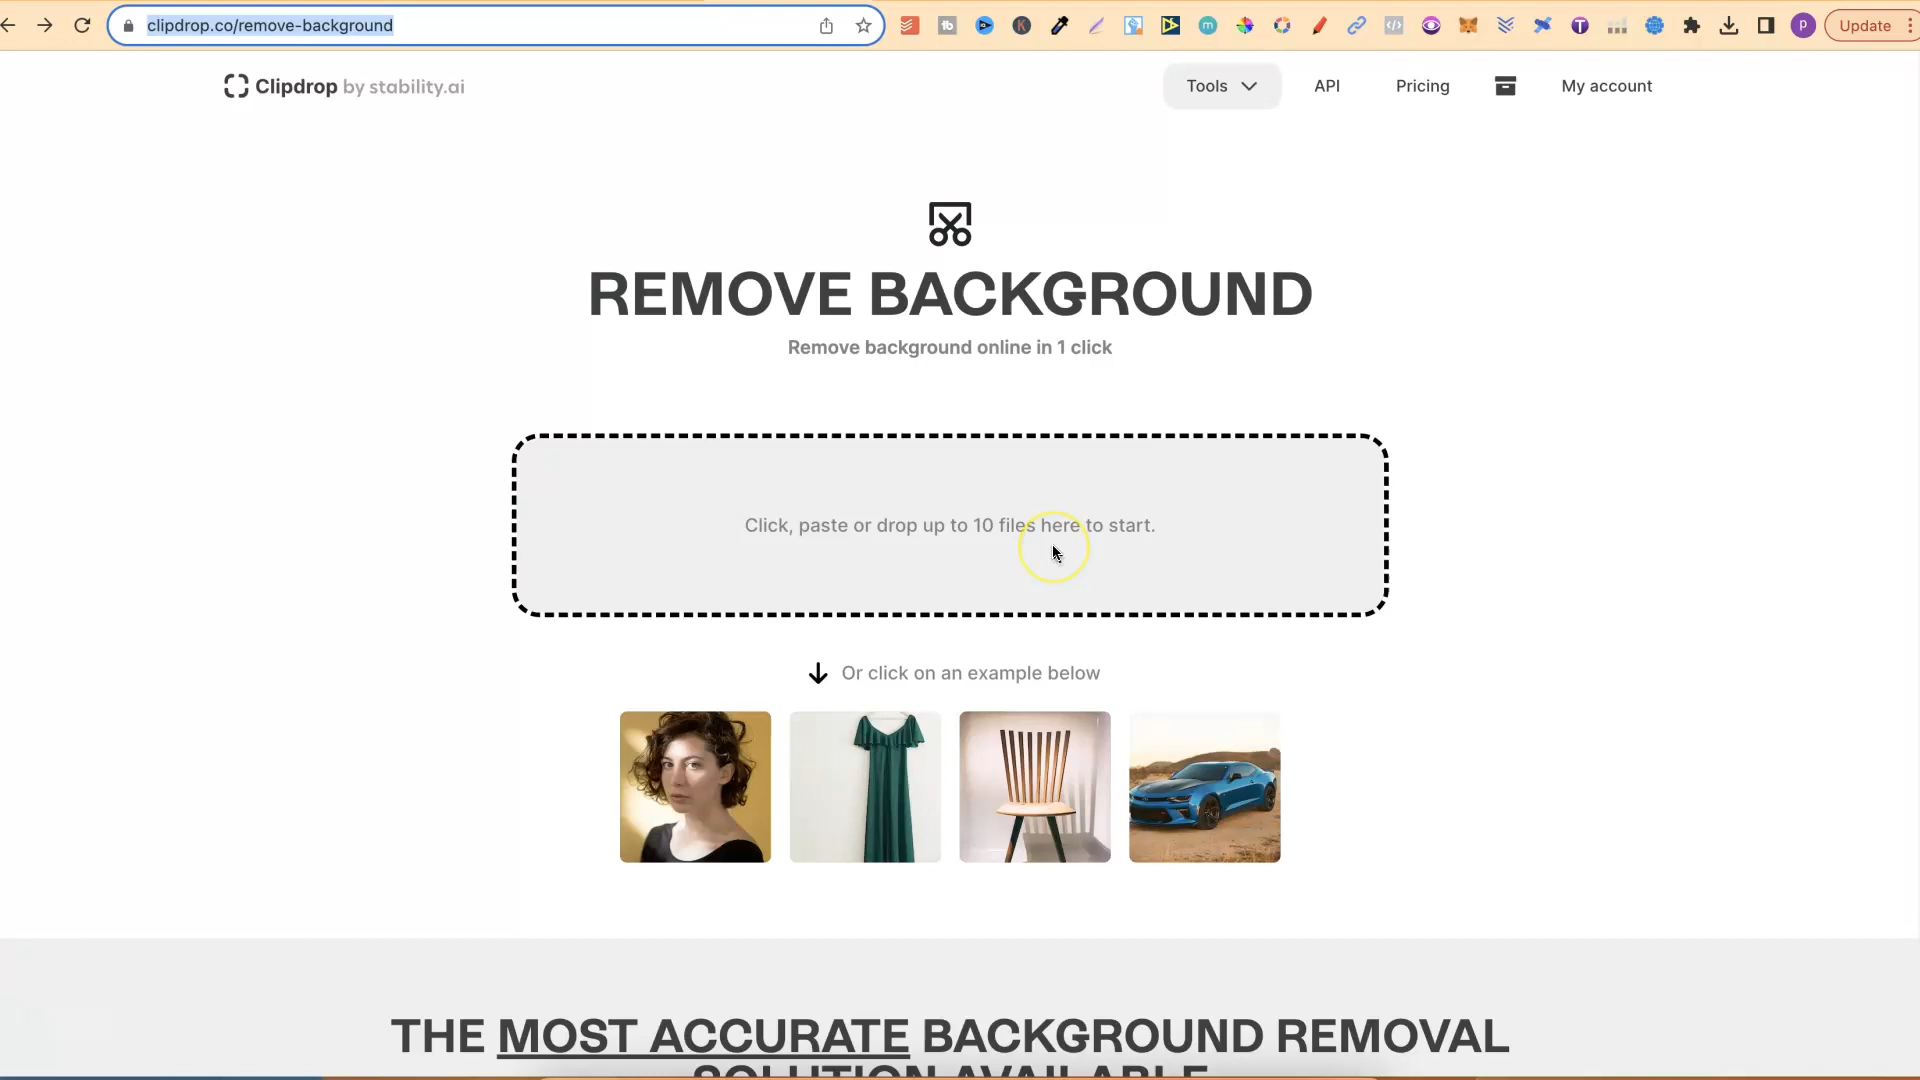 clipdrop.co/remove-background
Update
Clipdrop by stability.ai
Tools
API
Pricing
My account
REMOVE BACKGROUND
Remove background online in 1 click
Click, paste or drop up to 10 files here to start.
Or click on an example below
THE MOST ACCURATE BACKGROUND REMOVAL
SOLUTION AVAILABLE